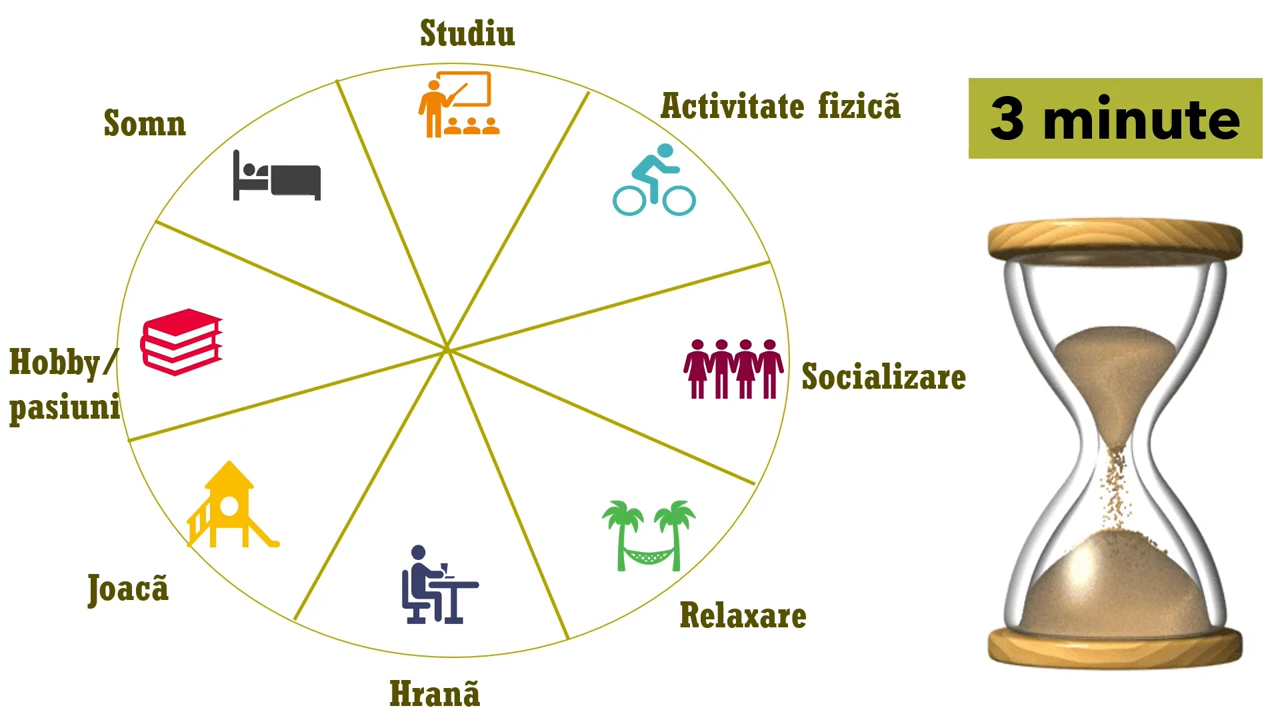 Studiu
Activitate fizicã
3 minute
Somn
Hobby/
pasiuni
Socializare
Joacã
Relaxare
Hranã